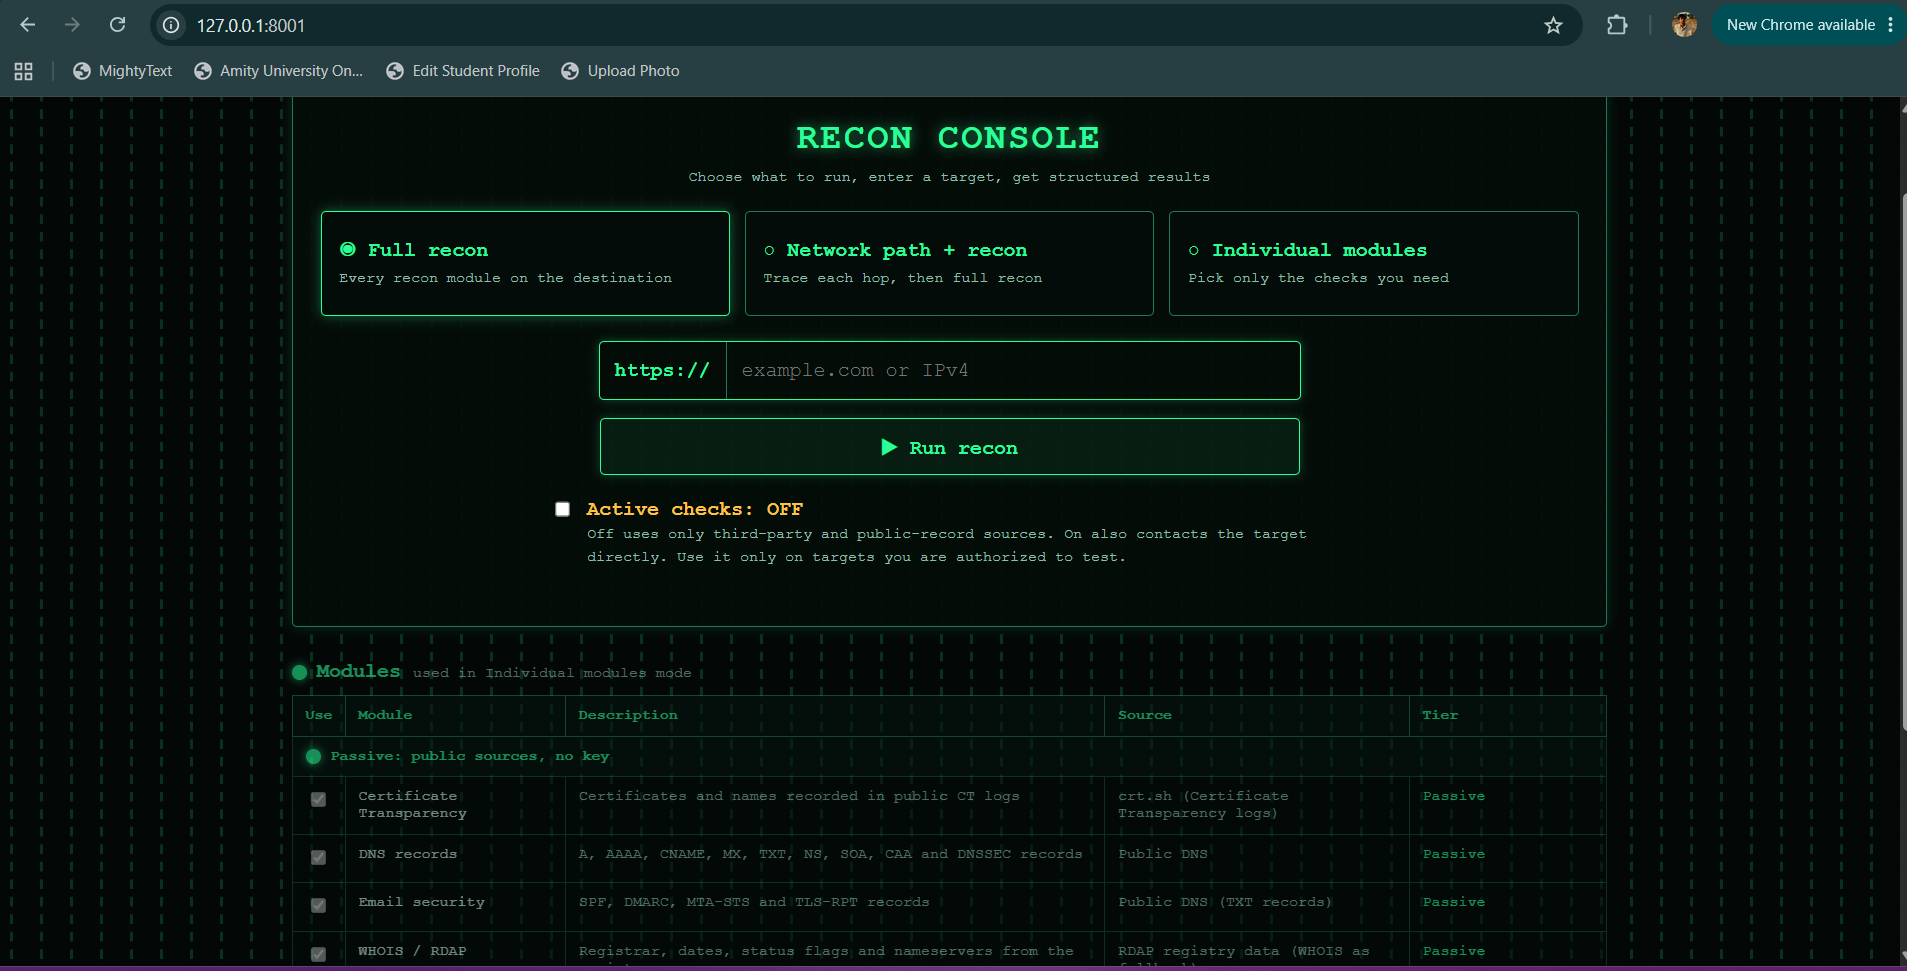 127.0.0.1:8001
New Chrome available
MightyText
Amity University On...
Edit Student Profile
Upload Photo
RECON CONSOLE
Choose what to run, enter a target, get structured results
Full recon
Every recon module on the destination
Network path + recon
Trace each hop, then full recon
Individual modules
Pick only the checks you need
https://
example.com or IPv4
▶ Run recon
Active checks: OFF
Off uses only third-party and public-record sources. On also contacts the target
directly. Use it only on targets you are authorized to test.
Modules used in Individual modules mode
Use Module Description Source Tier
Passive: public sources, no key
Certificate
Transparency
Certificates and names recorded in public CT logs
crt.sh (Certificate
Transparency logs)
Passive
DNS records
A, AAAA, CNAME, MX, TXT, NS, SOA, CAA and DNSSEC records
Public DNS
Passive
Email security
SPF, DMARC, MTA-STS and TLS-RPT records
Public DNS (TXT records)
Passive
WHOIS / RDAP
Registrar, dates, status flags and nameservers from the
RDAP registry data (WHOIS as
Passive